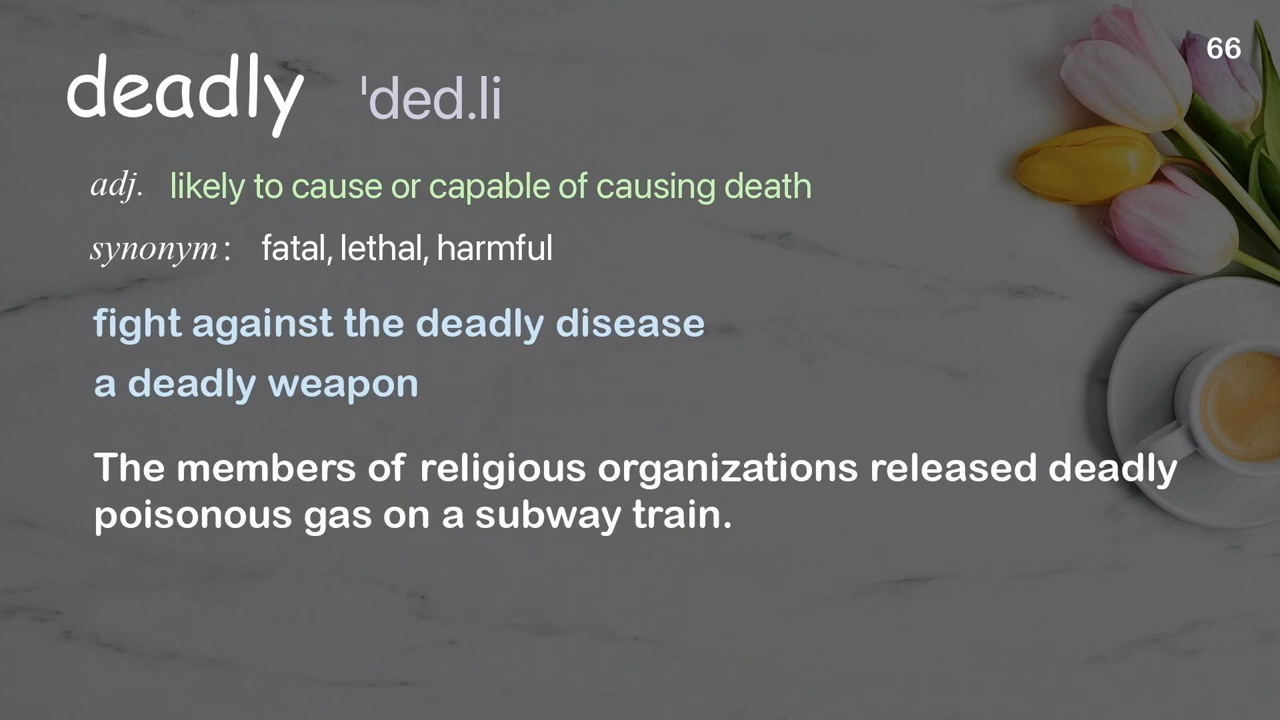 66
deadly ˈded.li
adj. likely to cause or capable of causing death
synonym: fatal, lethal, harmful
fight against the deadly disease
a deadly weapon
The members of religious organizations released deadly
poisonous gas on a subway train.